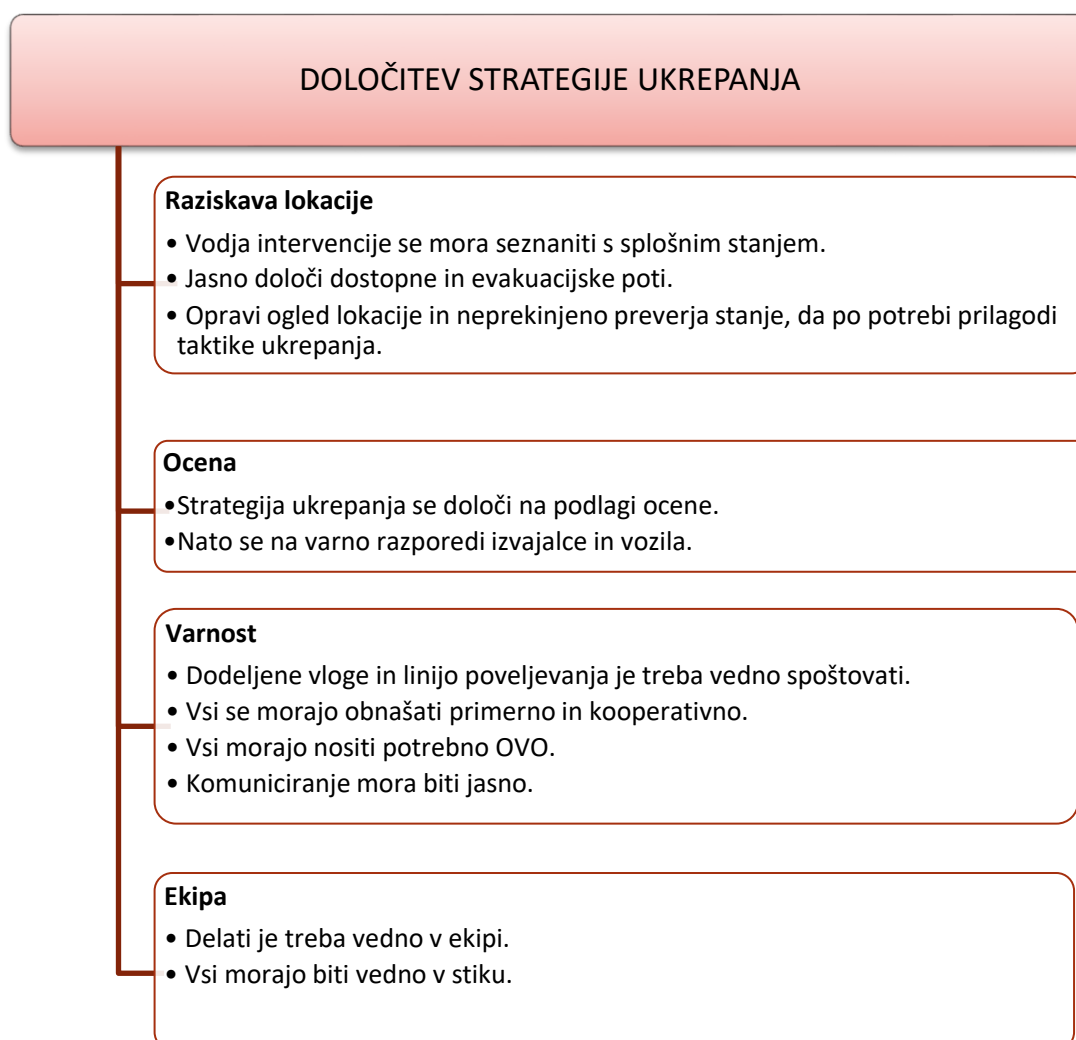 DOLOČITEV STRATEGIJE UKREPANJA
Raziskava lokacije
• Vodja intervencije se mora seznaniti s splošnim stanjem.
• Jasno določi dostopne in evakuacijske poti.
• Opravi ogled lokacije in neprekinjeno preverja stanje, da po potrebi prilagodi
taktike ukrepanja.
Ocena
•Strategija ukrepanja se določi na podlagi ocene.
•Nato se na varno razporedi izvajalce in vozila.
Varnost
• Dodeljene vloge in linijo poveljevanja je treba vedno spoštovati.
• Vsi se morajo obnašati primerno in kooperativno.
• Vsi morajo nositi potrebno OVO.
• Komuniciranje mora biti jasno.
Ekipa
• Delati je treba vedno v ekipi.
• Vsi morajo biti vedno v stiku.